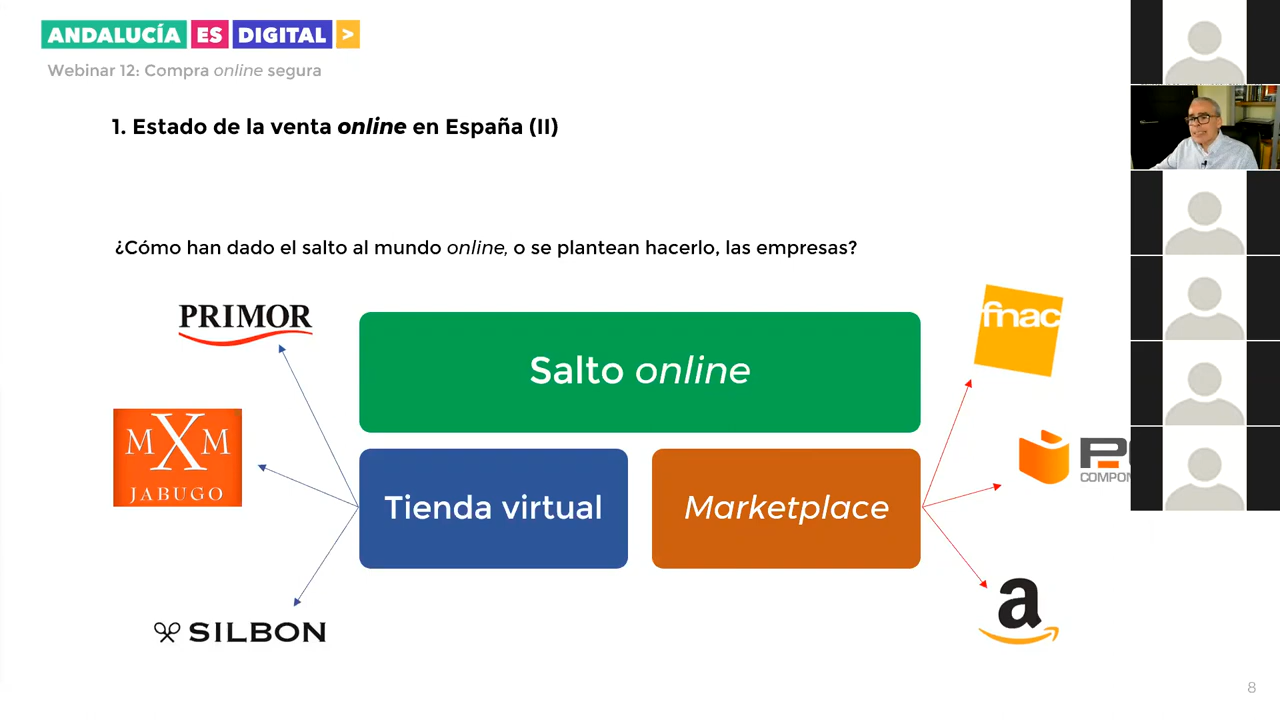 ANDALUCÍA ES DIGITAL >
Webinar 12: Compra online segura
1. Estado de la venta online en España (II)
¿Cómo han dado el salto al mundo online, o se plantean hacerlo, las empresas?
PRIMOR
fnac
Salto online
MXM
JABUGO
Tienda virtual
Marketplace
SILBON
a
8